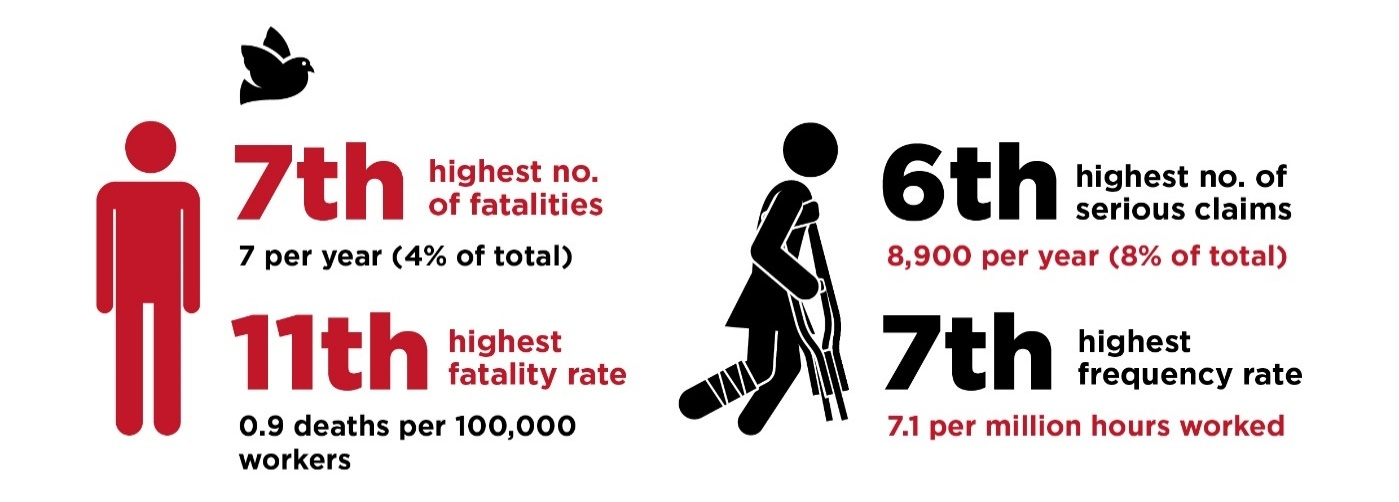 7th highest no.
of fatalities
7 per year (4% of total)
11th highest
fatality rate
0.9 deaths per 100,000
workers
6th highest no. of
serious claims
8,900 per year (8% of total)
7th highest
frequency rate
7.1 per million hours worked